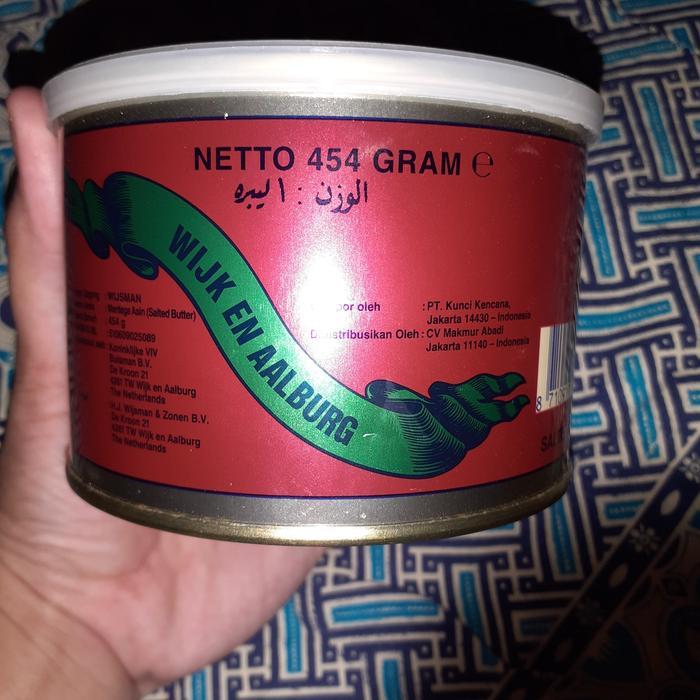 NETTO 454 GRAM ℮
الوزن : ١ ليبره
WIJK EN AALBURG
: WIJSMAN
: Mentega Asin (Salted Butter)
: 454 g
Koninklijke VIV
Buisman B.V.
De Kroon 21
4261 TW Wijk en Aalburg
The Netherlands
H.J. Wijsman & Zonen B.V.
De Kroon 21
4261 TW Wijk en Aalburg
The Netherlands
oleh : PT. Kunci Kencana,
Jakarta 14430 – Indonesia
Oleh : CV Makmur Abadi
Jakarta 11140 – Indonesia
8